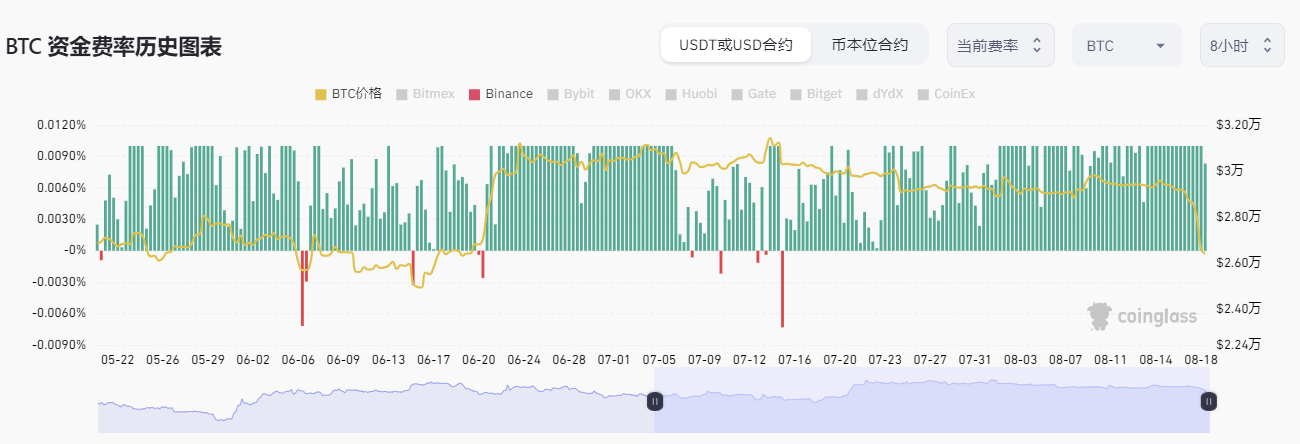 BTC 资金费率历史图表
USDT或USD合约 币本位合约 当前费率 BTC 8小时
BTC价格 Bitmex Binance Bybit OKX Huobi Gate Bitget dYdX CoinEx
0.0120% $3.20万
0.0090% $3万
0.0060%
0.0030% $2.80万
-0%
-0.0030% $2.60万
-0.0060% $2.40万
-0.0090% $2.24万
coinglass
05-22 05-26 05-29 06-02 06-06 06-09 06-13 06-17 06-20 06-24 06-28 07-01 07-05 07-09 07-12 07-16 07-20 07-23 07-27 07-31 08-03 08-07 08-11 08-14 08-18